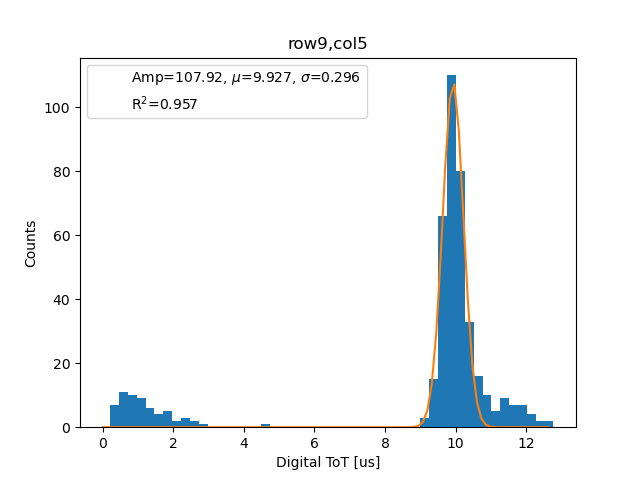 row9,col5
Amp=107.92, μ=9.927, σ=0.296
R²=0.957
100
80
60
40
20
0
Counts
0 2 4 6 8 10 12
Digital ToT [us]